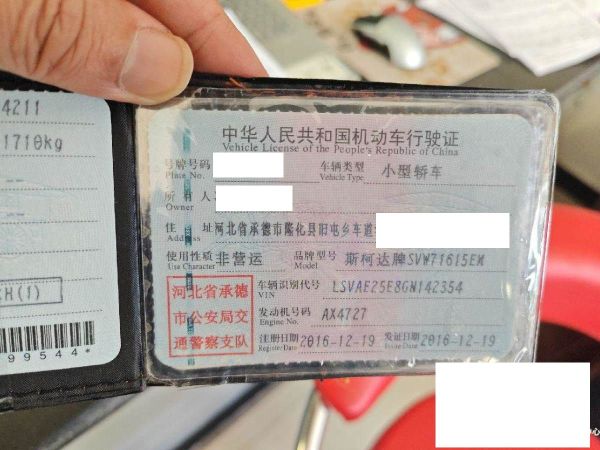 4211
1710kg
CH(1)
99544*
中华人民共和国机动车行驶证
Vehicle License of the People's Republic of China
号牌号码
Plate No.
车辆类型
Vehicle Type
小型轿车
所有人
Owner
住址
Address
河北省承德市隆化县旧屯乡车道
使用性质
Use Character
非营运
品牌型号
Model
斯柯达牌SVW71615EM
河北省承德
市公安局交
通警察支队
车辆识别代号
VIN
LSVAF25E8GN142354
发动机号码
Engine No.
AX4727
注册日期
Register Date
2016-12-19
发证日期
Issue Date
2016-12-19
心